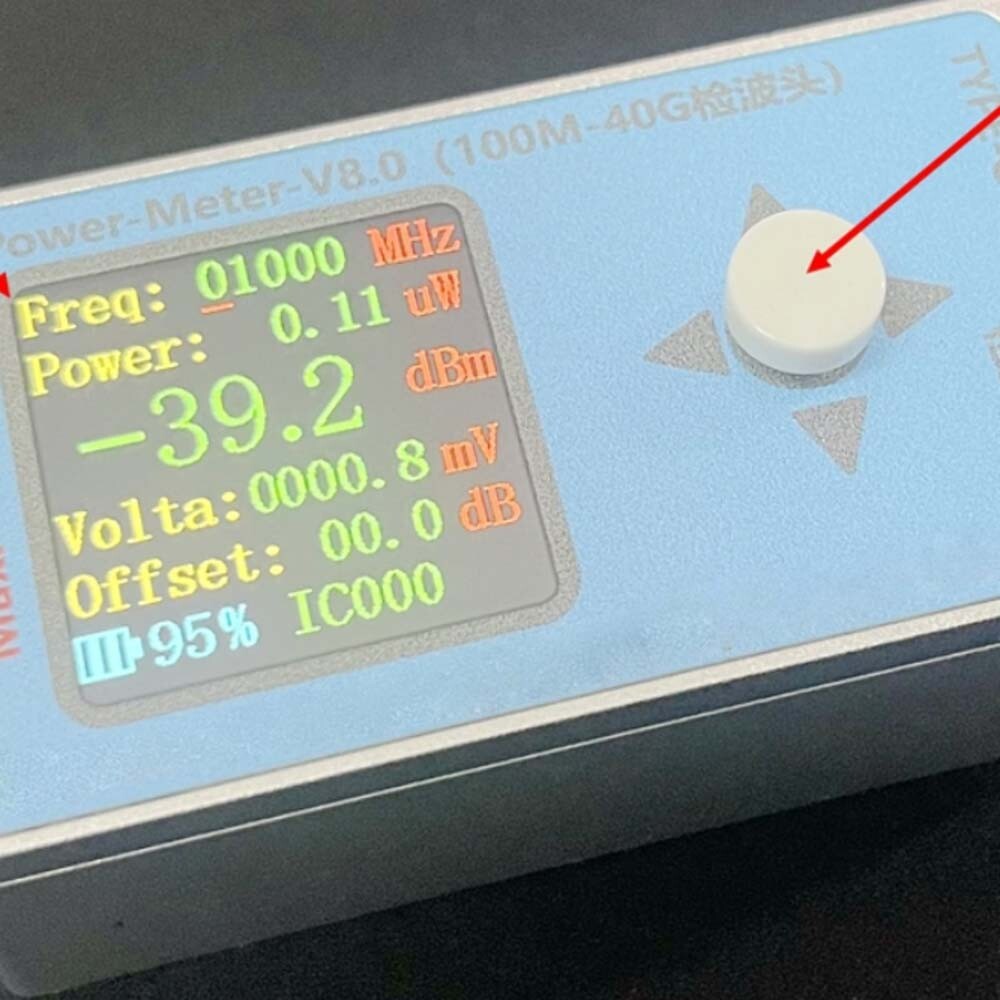 Power-Meter-V8.0 (100M-40G检波头)
Freq: 01000 MHz
Power: 0.11 uW
-39.2 dBm
Volta: 0000.8 mV
Offset: 00.0 dB
95% IC000